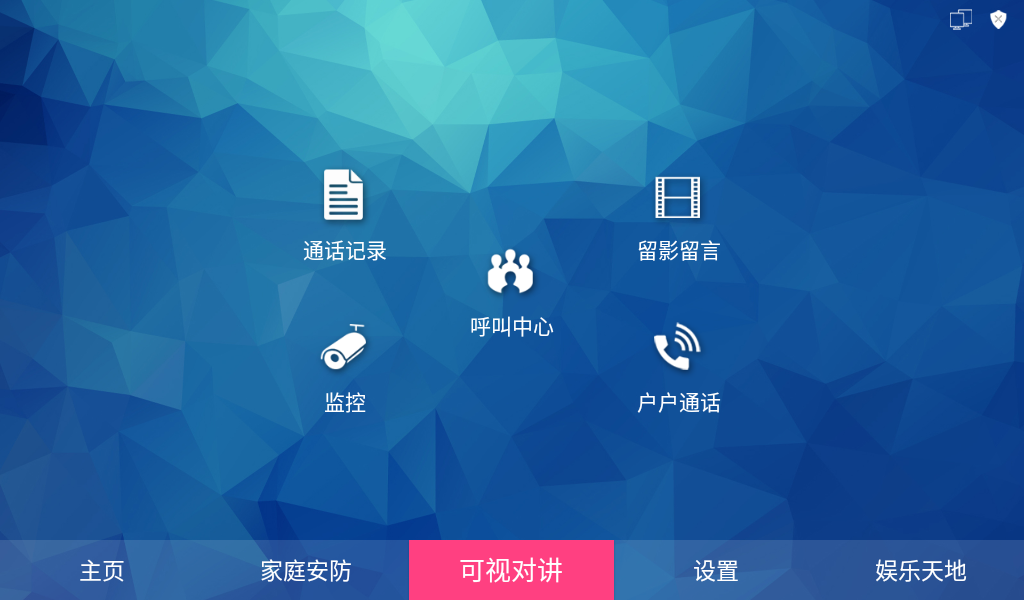 通话记录
留影留言
呼叫中心
监控
户户通话
主页
家庭安防
可视对讲
设置
娱乐天地